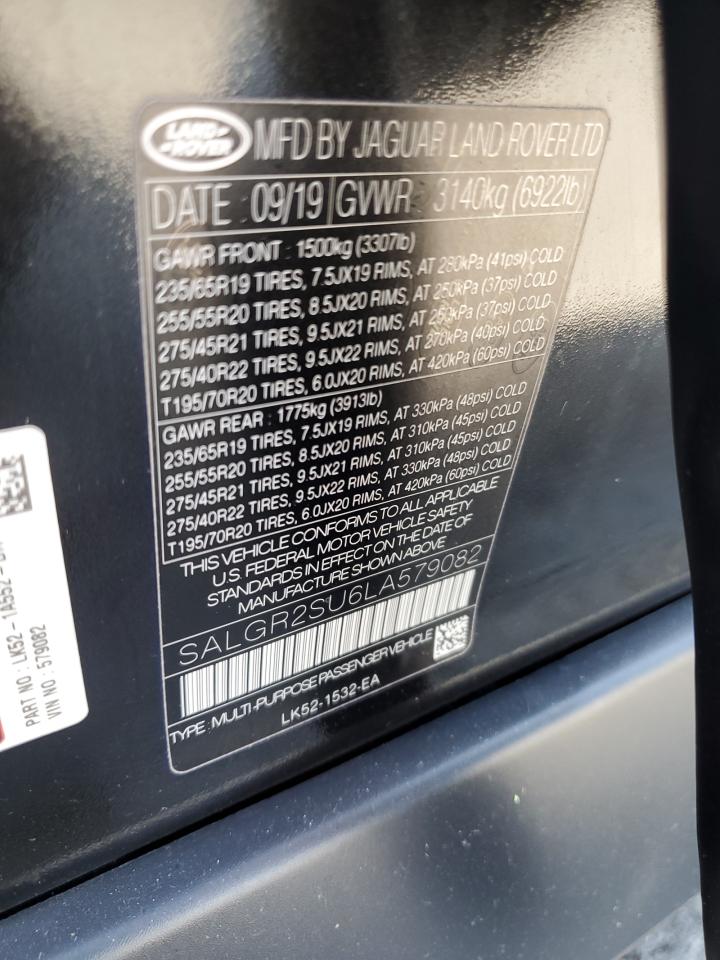 LAND-
-ROVER
MFD BY JAGUAR LAND ROVER LTD
DATE : 09/19 GVWR : 3140kg (6922lb)
GAWR FRONT : 1500kg (3307lb)
235/65R19 TIRES, 7.5JX19 RIMS, AT 280kPa (41psi) COLD
255/55R20 TIRES, 8.5JX20 RIMS, AT 250kPa (37psi) COLD
275/45R21 TIRES, 9.5JX21 RIMS, AT 250kPa (37psi) COLD
275/40R22 TIRES, 9.5JX22 RIMS, AT 270kPa (40psi) COLD
T195/70R20 TIRES, 6.0JX20 RIMS, AT 420kPa (60psi) COLD
GAWR REAR : 1775kg (3913lb)
235/65R19 TIRES, 7.5JX19 RIMS, AT 330kPa (48psi) COLD
255/55R20 TIRES, 8.5JX20 RIMS, AT 310kPa (45psi) COLD
275/45R21 TIRES, 9.5JX21 RIMS, AT 310kPa (45psi) COLD
275/40R22 TIRES, 9.5JX22 RIMS, AT 330kPa (48psi) COLD
T195/70R20 TIRES, 6.0JX20 RIMS, AT 420kPa (60psi) COLD
THIS VEHICLE CONFORMS TO ALL APPLICABLE
U.S. FEDERAL MOTOR VEHICLE SAFETY
STANDARDS IN EFFECT ON THE DATE OF
MANUFACTURE SHOWN ABOVE
SALGR2SU6LA579082
TYPE : MULTI-PURPOSE PASSENGER VEHICLE
LK52-1532-EA
PART NO : LK52-1A552-
VIN NO : 579082